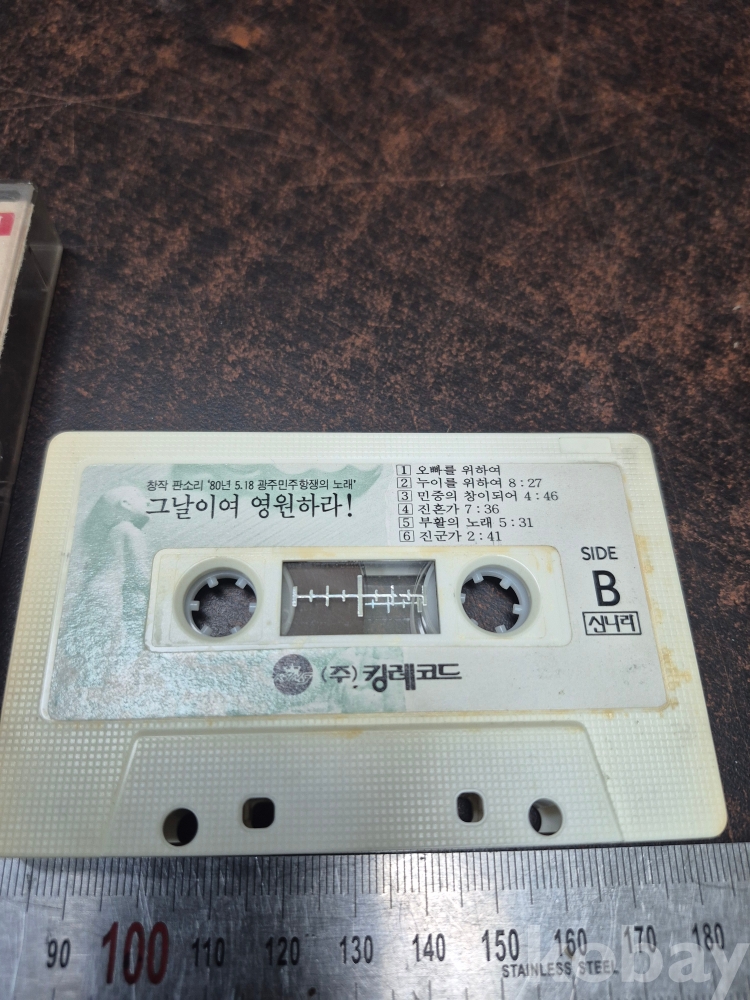 창작 판소리 '80년 5.18 광주민주항쟁의 노래'
그날이여 영원하라!
1 오빠를 위하여
2 누이를 위하여 8:27
3 민중의 창이되어 4:46
4 진혼가 7:36
5 부활의 노래 5:31
6 진군가 2:41
SIDE
B
신나라
(주)킹레코드
90 100 110 120 130 140 150 160 170 180
STAINLESS STEEL
kobay